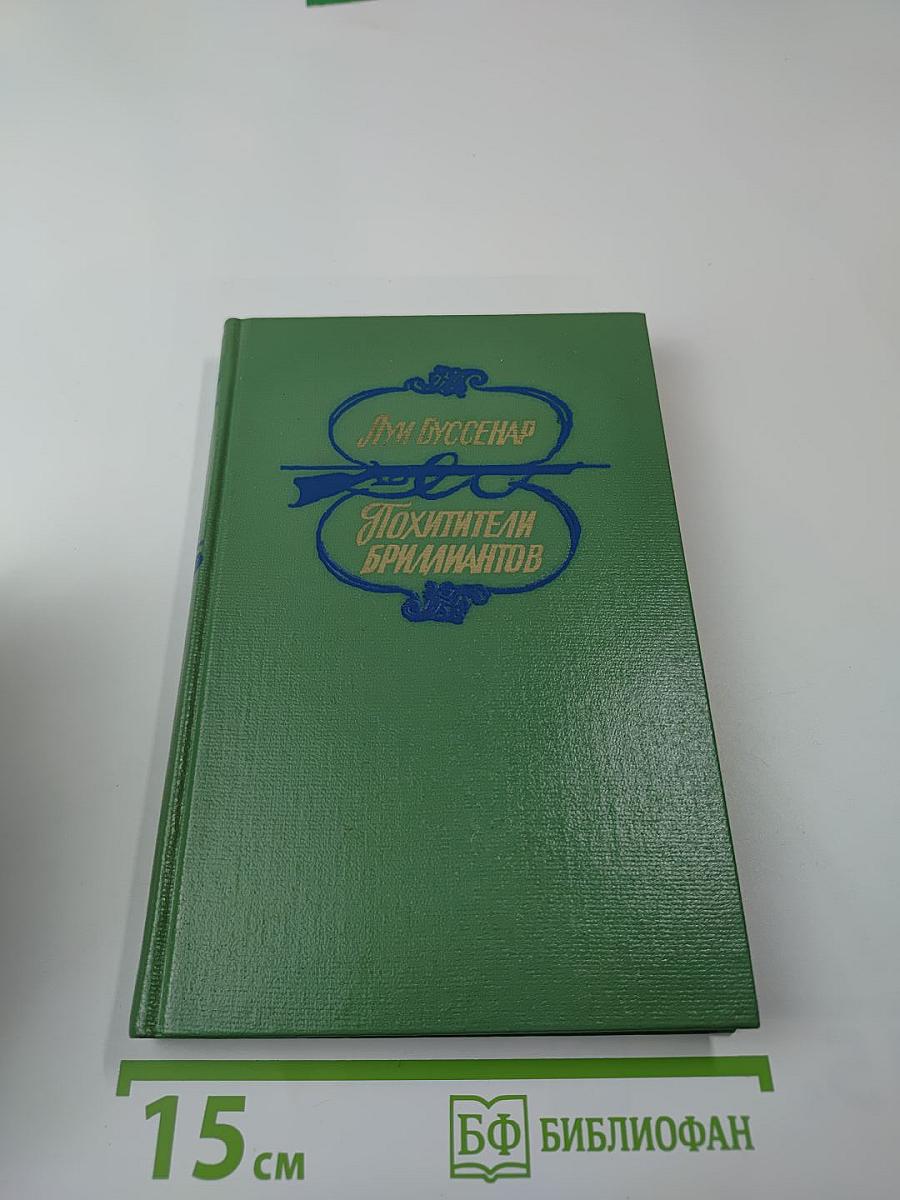 Луи Буссенар
Похитители
бриллиантов
15 см
БФ БИБЛИОФАН